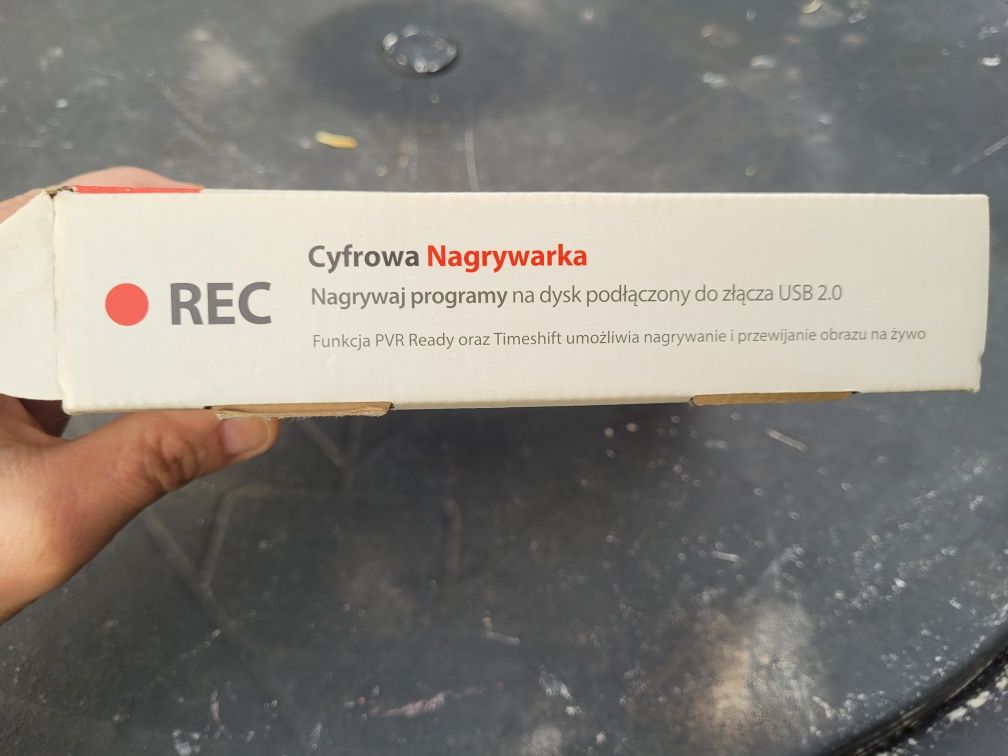 REC
Cyfrowa Nagrywarka
Nagrywaj programy na dysk podłączony do złącza USB 2.0
Funkcja PVR Ready oraz Timeshift umożliwia nagrywanie i przewijanie obrazu na żywo